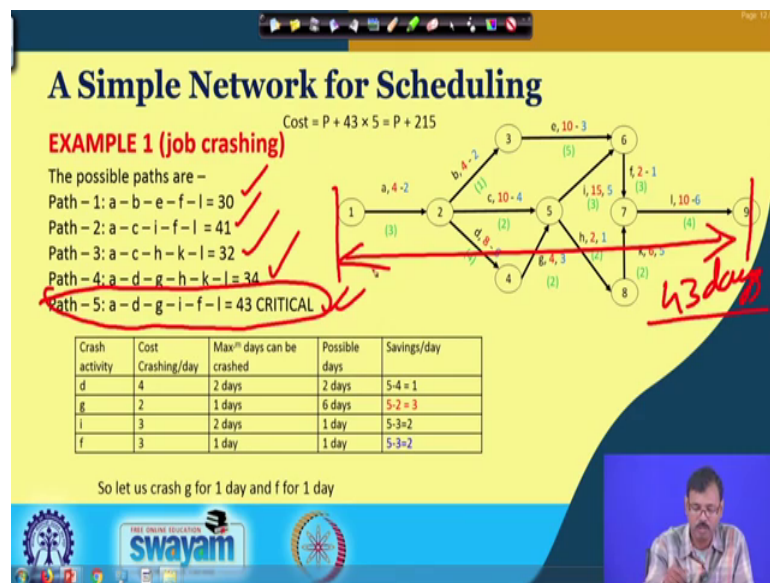 Page 12
A Simple Network for Scheduling
Cost = P + 43 × 5 = P + 215
EXAMPLE 1 (job crashing)
The possible paths are –
Path – 1: a – b – e – f – l = 30
Path – 2: a – c – i – f – l = 41
Path – 3: a – c – h – k – l = 32
Path – 4: a – d – g – h – k – l = 34
Path – 5: a – d – g – i – f – l = 43 CRITICAL
e, 10 - 3
3
6
(5)
b, 4 - 2
(1)
i, 15, 5
(3)
f, 2 - 1
(3)
a, 4 -2
c, 10 - 4
l, 10 -6
1
2
5
7
9
(3)
(2)
(4)
d, 8
g, 4, 3
h, 2, 1
(2)
(2)
(2)
4
8
43 days
Crash activity Cost Crashing/day Max days can be crashed Possible days Savings/day
d 4 2 days 2 days 5-4 = 1
g 2 1 days 6 days 5-2 = 3
i 3 2 days 1 day 5-3=2
f 3 1 day 1 day 5-3=2
So let us crash g for 1 day and f for 1 day
FREE ONLINE EDUCATION
swayam